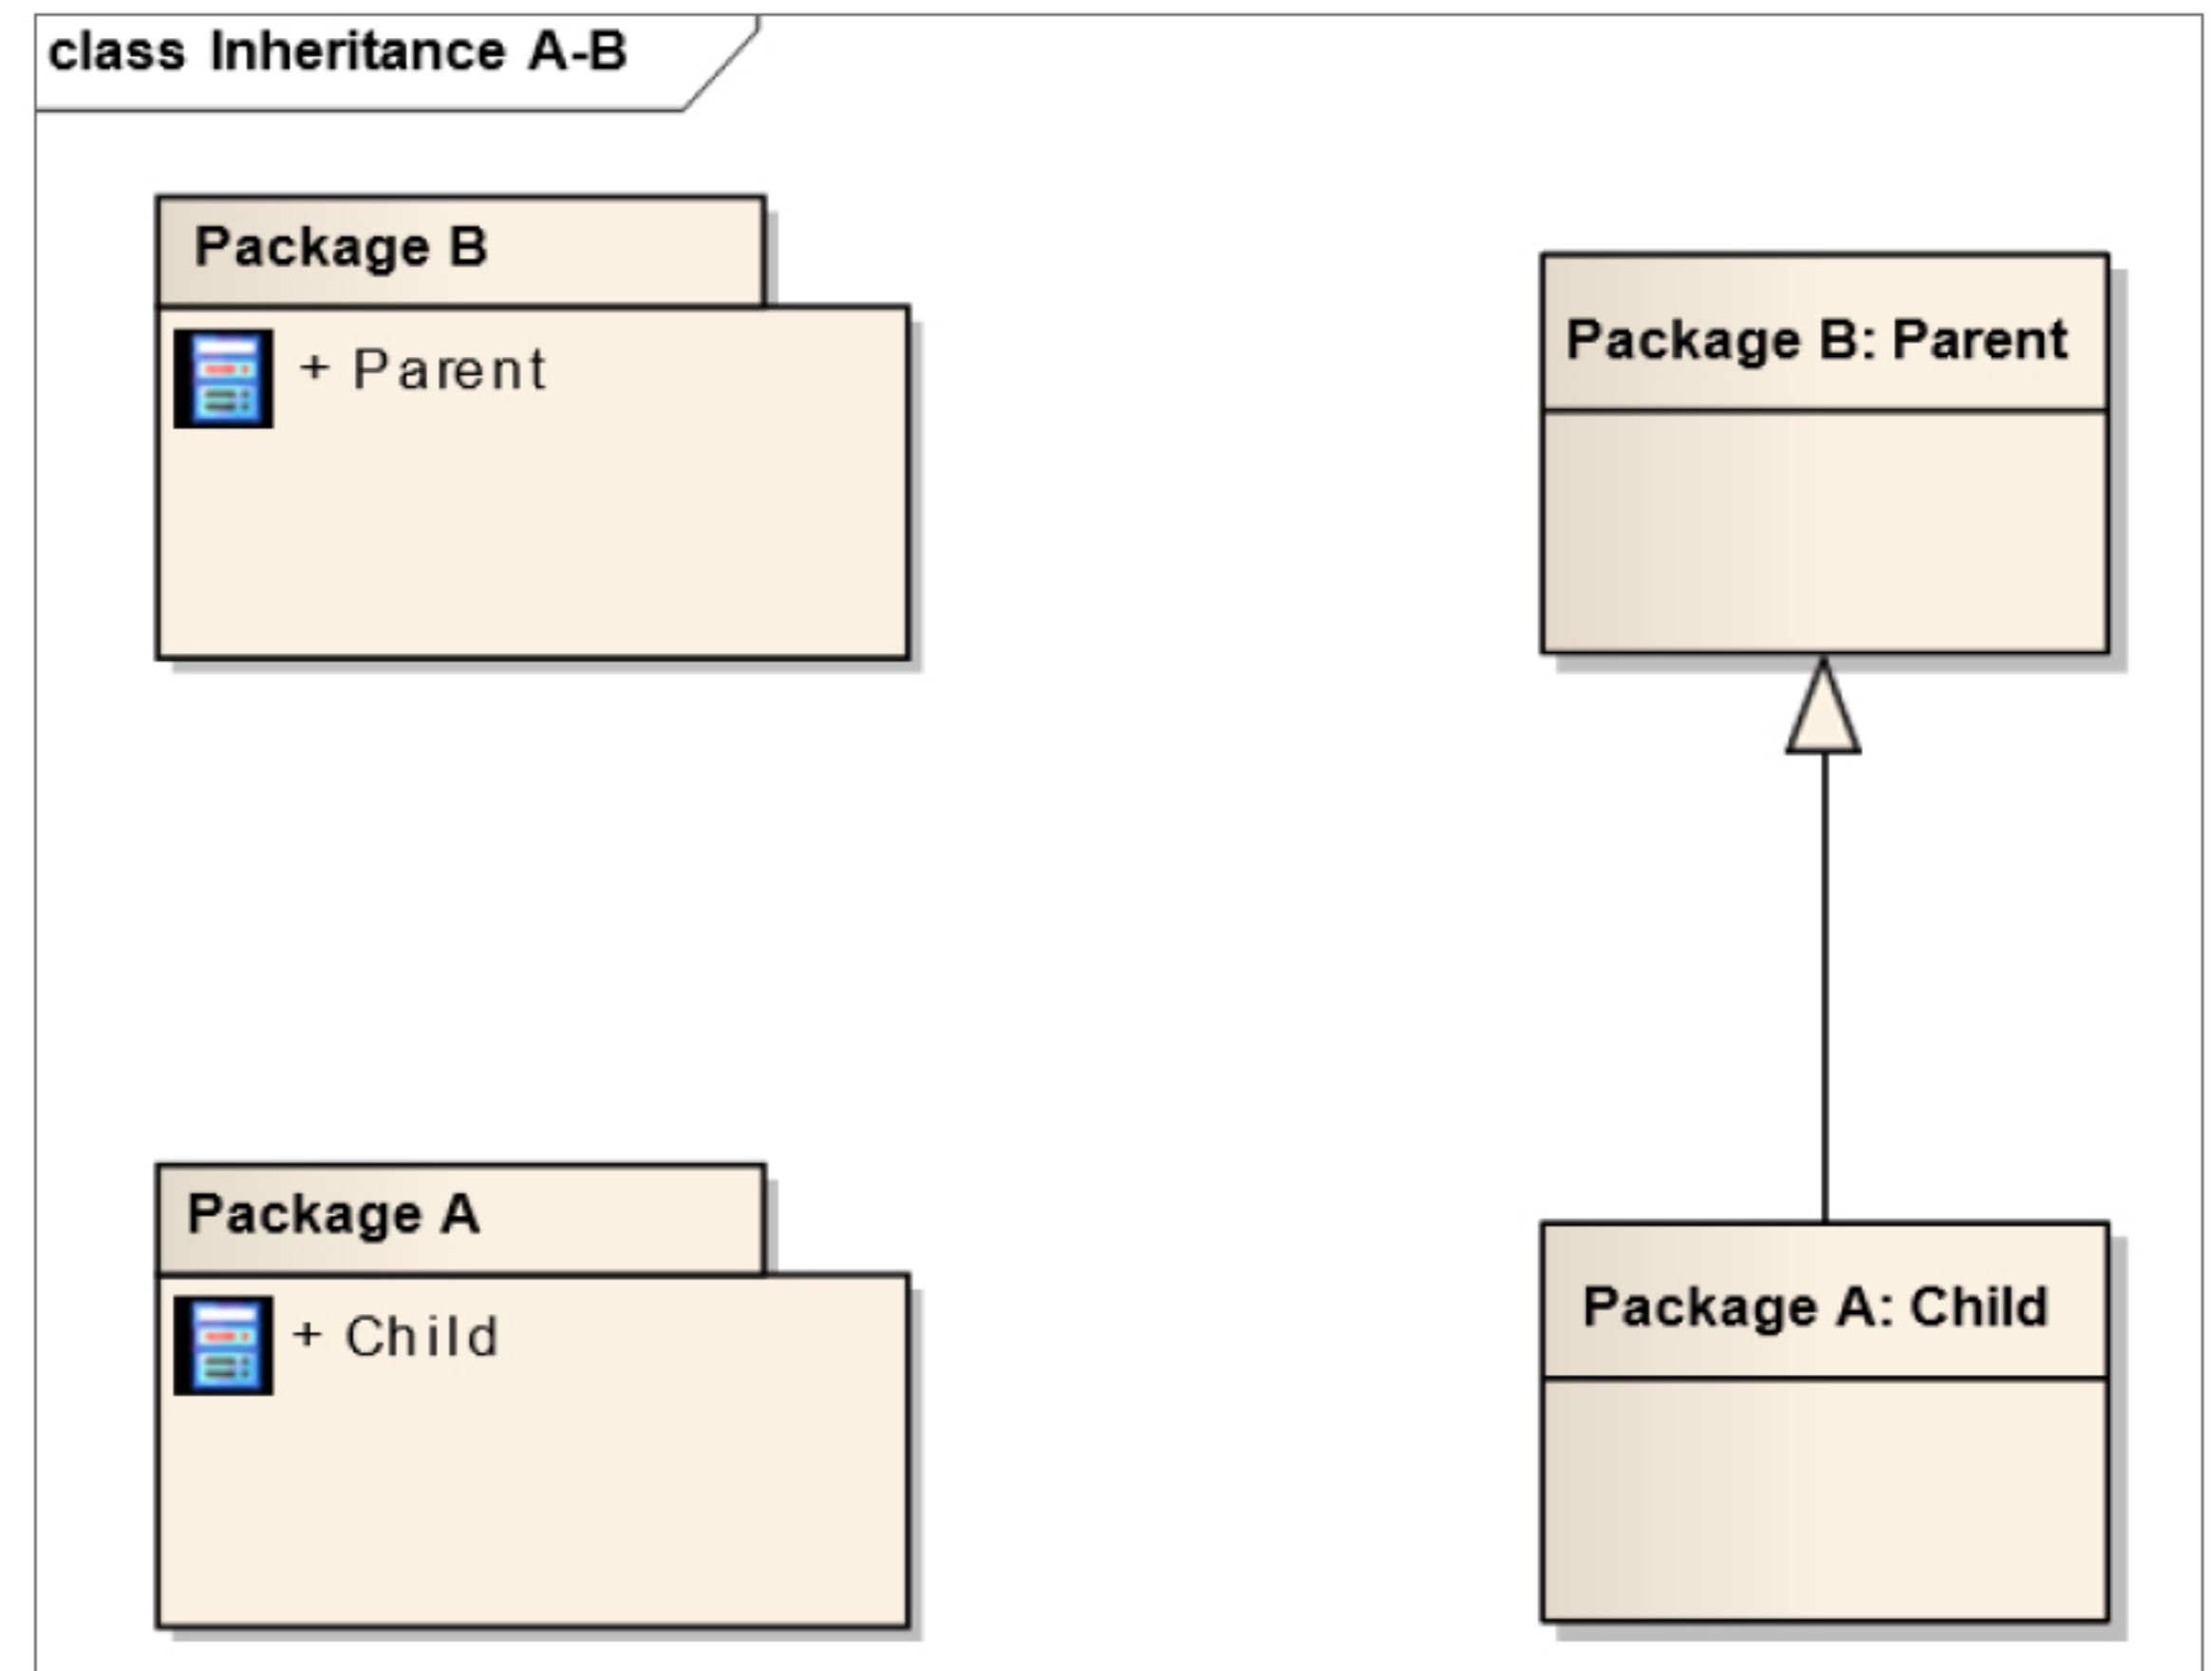 class Inheritance A-B
Package B
+ Parent
Package B: Parent
Package A
+ Child
Package A: Child